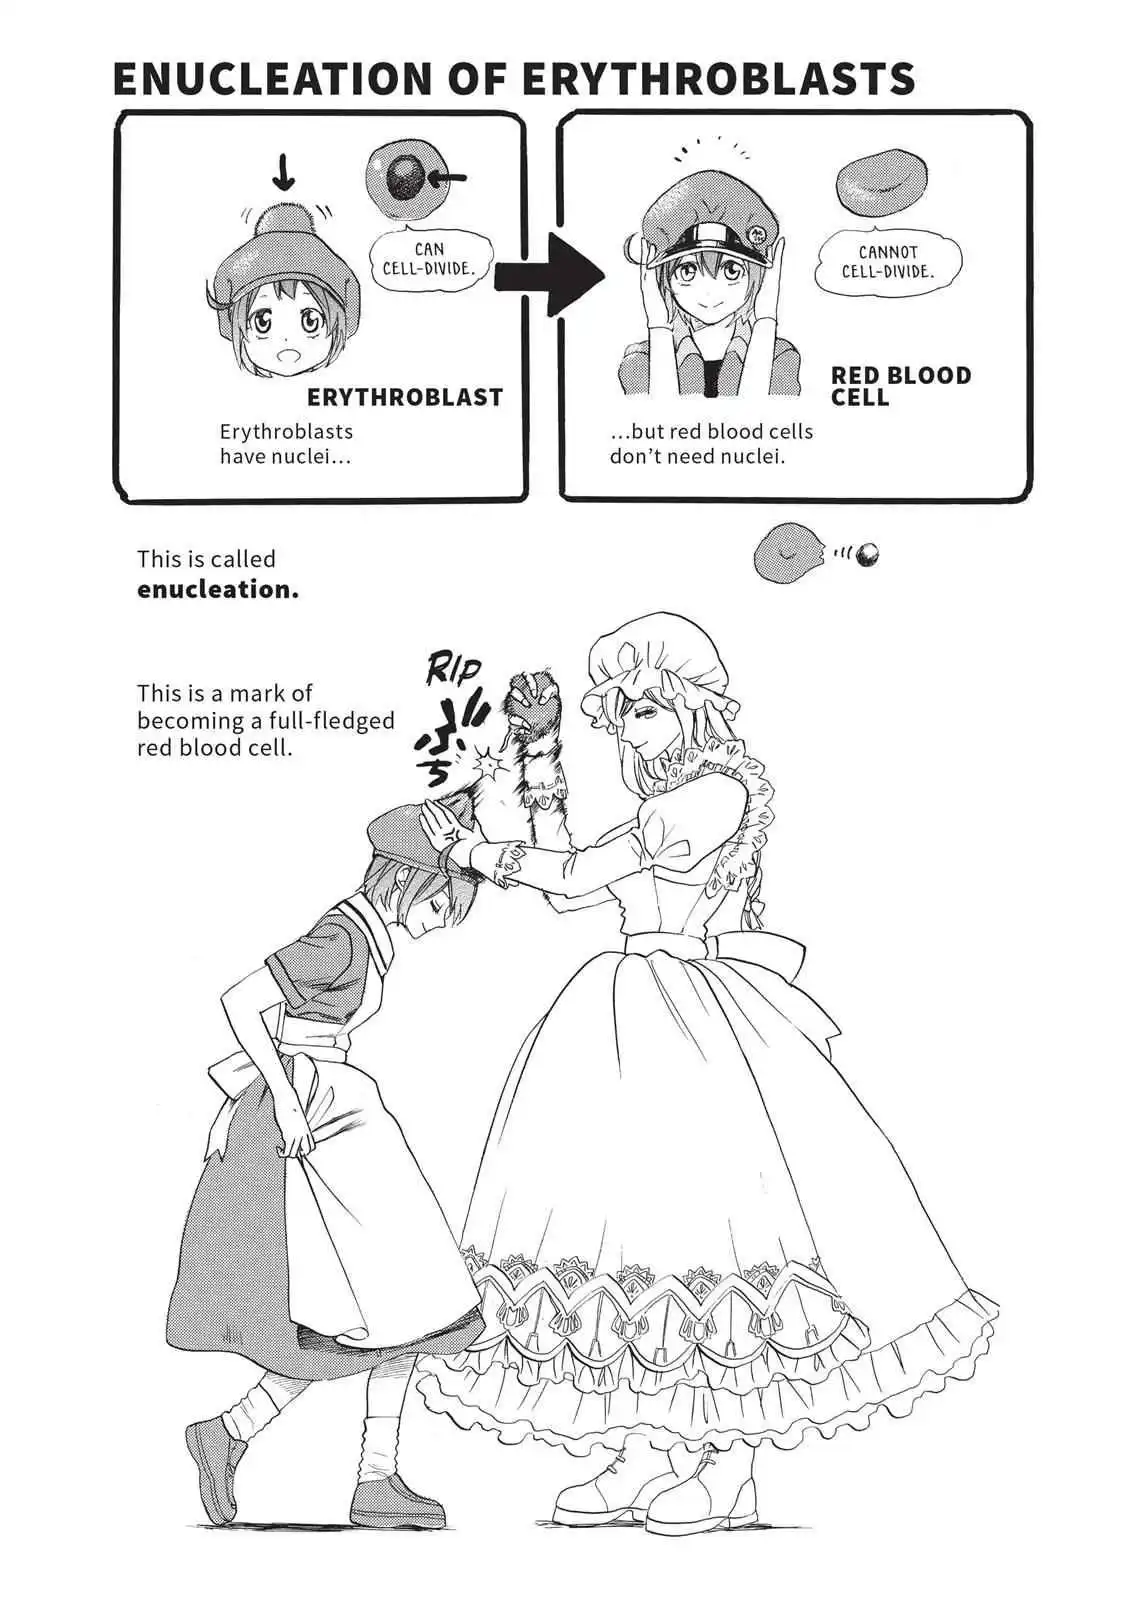 ENUCLEATION OF ERYTHROBLASTS
CAN
CELL-DIVIDE.
ERYTHROBLAST
Erythroblasts
have nuclei...
CANNOT
CELL-DIVIDE.
RED BLOOD
CELL
...but red blood cells
don't need nuclei.
This is called
enucleation.
This is a mark of
becoming a full-fledged
red blood cell.
RIP
ぶち